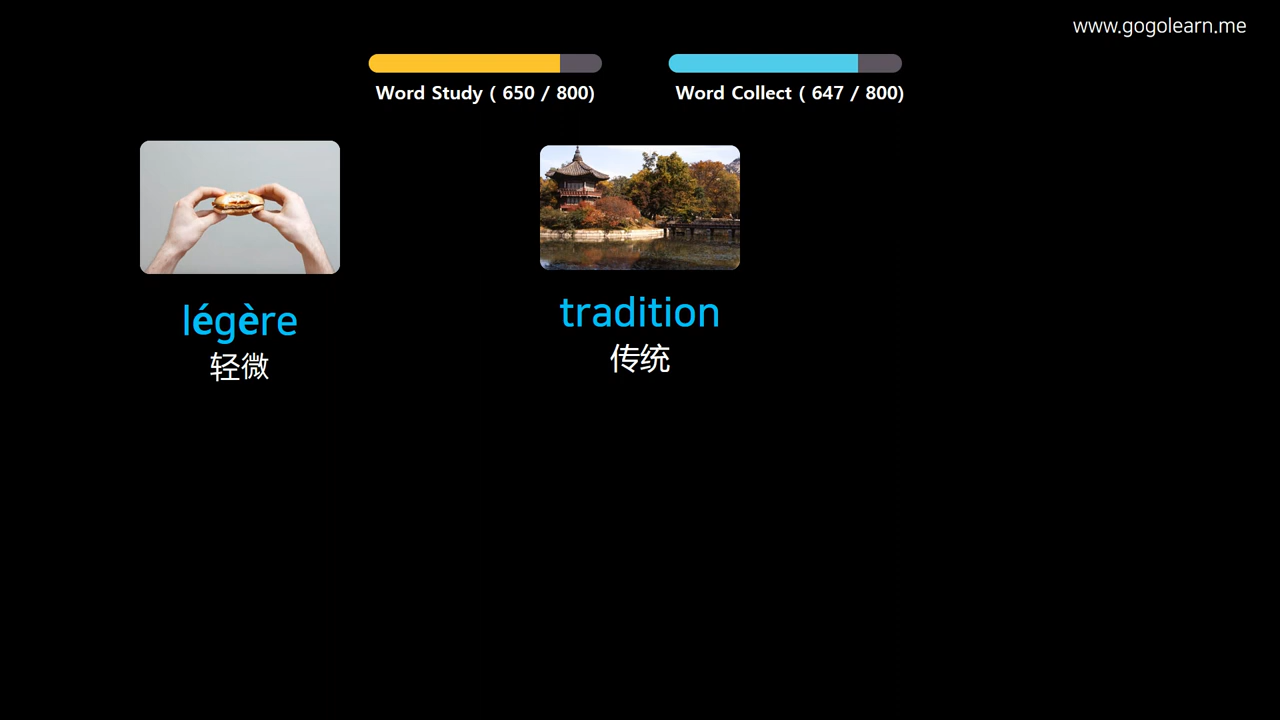 www.gogolearn.me
Word Study ( 650 / 800)
Word Collect ( 647 / 800)
légère
轻微
tradition
传统